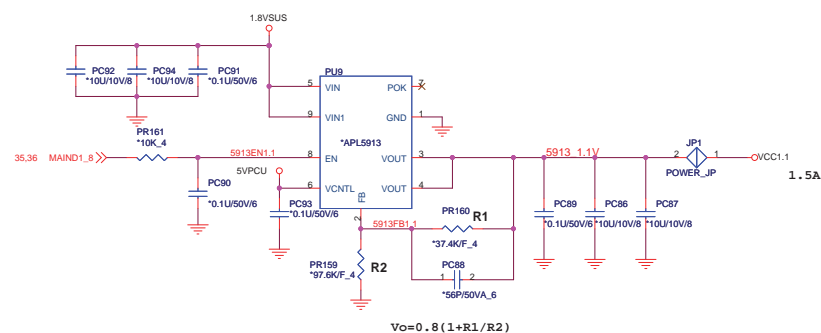 1.8VSUS
PC92
*10U/10V/8
PC94
*10U/10V/8
PC91
*0.1U/50V/6
PU9
5 VIN
POK 7
9 VIN1
GND 1
*APL5913
PR161
*10K_4
35,36 MAIND1_8
5913EN1.1
8 EN
VOUT 3
5913_1.1V
JP1
2 1
POWER_JP
VCC1.1
1.5A
5VPCU
6 VCNTL
VOUT 4
FB
2
PC90
*0.1U/50V/6
PC93
*0.1U/50V/6
5913FB1.1
PR160 R1
*37.4K/F_4
PC89
*0.1U/50V/6
PC86
*10U/10V/8
PC87
*10U/10V/8
PR159 R2
*97.6K/F_4
PC88
1 2
*56P/50VA_6
Vo=0.8(1+R1/R2)